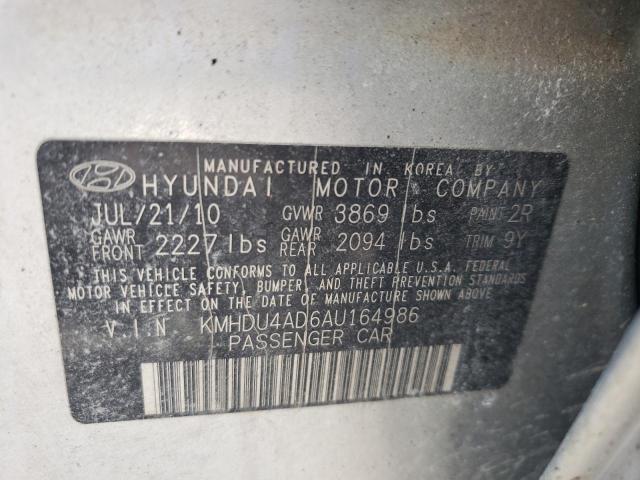 MANUFACTURED IN KOREA BY
HYUNDAI MOTOR COMPANY
JUL/21/10 GVWR 3869 lbs PAINT 2R
GAWR FRONT 2227 lbs GAWR REAR 2094 lbs TRIM 9Y
THIS VEHICLE CONFORMS TO ALL APPLICABLE U.S.A. FEDERAL
MOTOR VEHICLE SAFETY, BUMPER, AND THEFT PREVENTION STANDARDS
IN EFFECT ON THE DATE OF MANUFACTURE SHOWN ABOVE.
V.I.N KMHDU4AD6AU164986
PASSENGER CAR